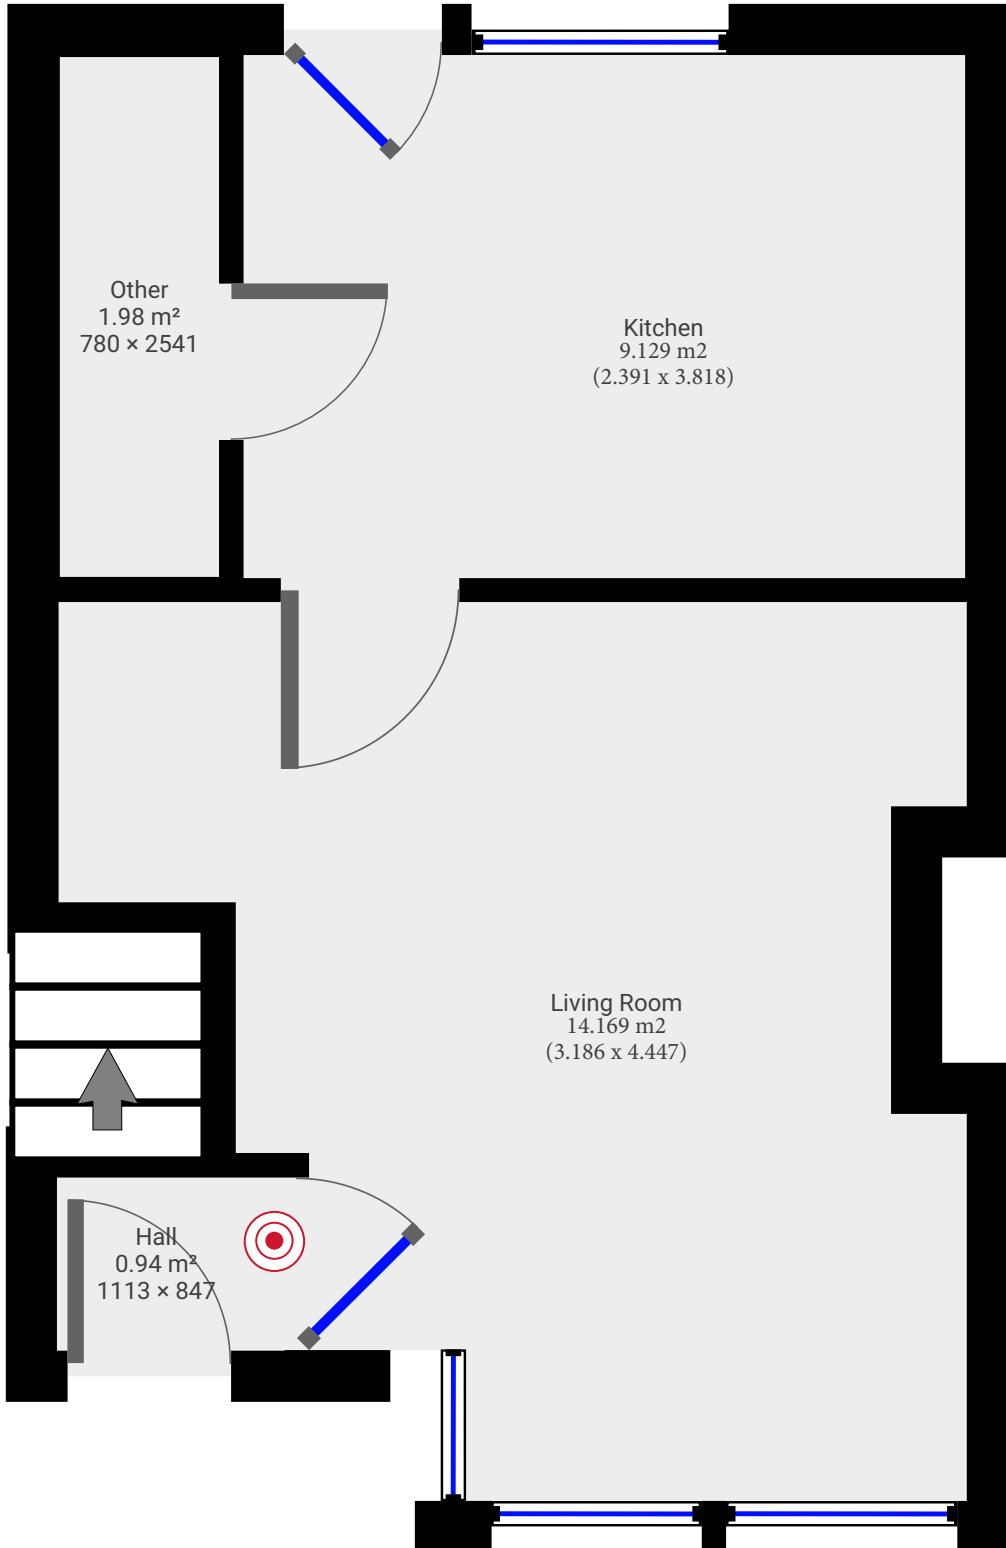 Other
1.98 m²
780 × 2541
Kitchen
9.129 m2
(2.391 x 3.818)
Living Room
14.169 m2
(3.186 x 4.447)
Hall
0.94 m²
1113 × 847